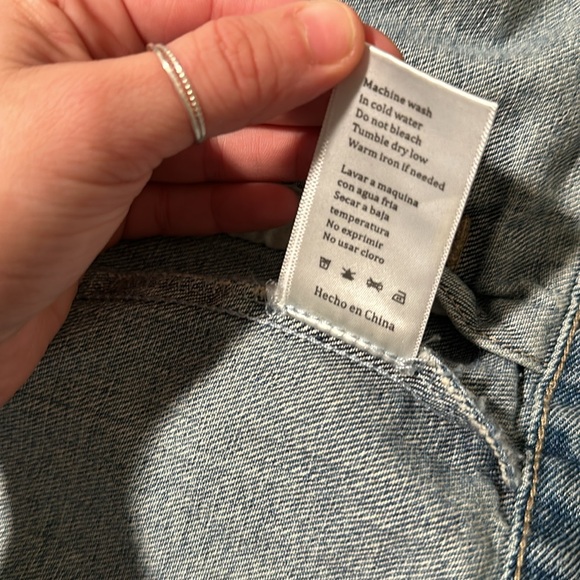 Machine wash
In cold water
Do not bleach
Tumble dry low
Warm iron if needed
Lavar a maquina
con agua fria
Secar a baja
temperatura
No exprimir
No usar cloro
Hecho en China